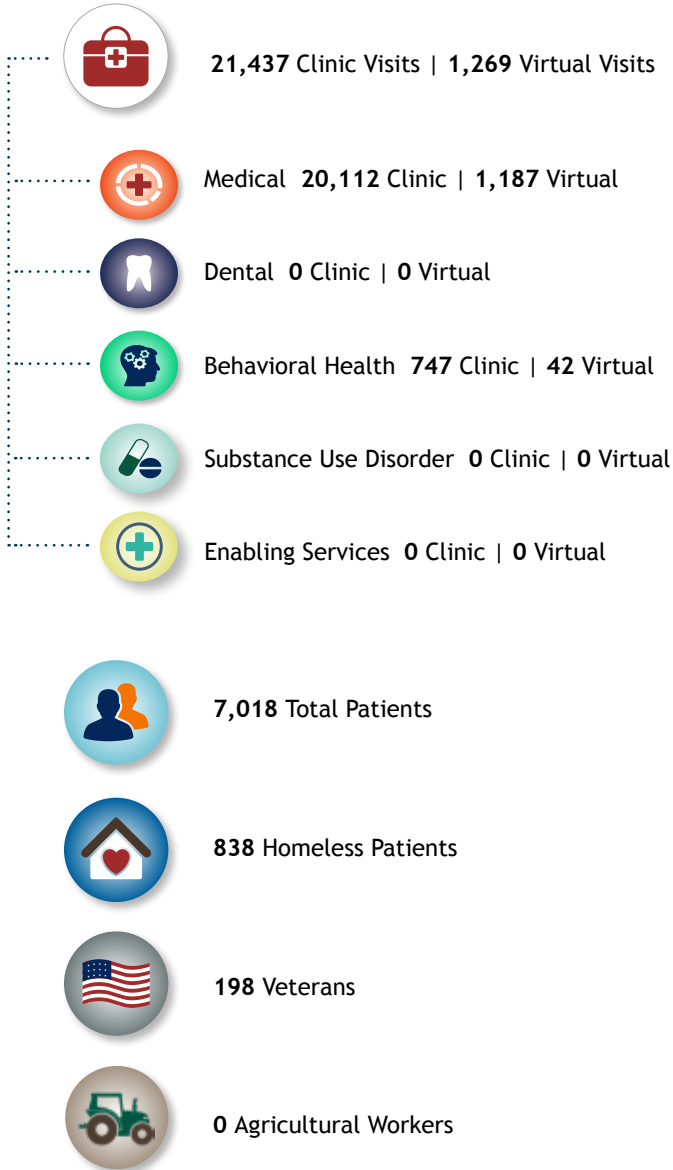 21,437 Clinic Visits | 1,269 Virtual Visits
Medical 20,112 Clinic | 1,187 Virtual
Dental 0 Clinic | 0 Virtual
Behavioral Health 747 Clinic | 42 Virtual
Substance Use Disorder 0 Clinic | 0 Virtual
Enabling Services 0 Clinic | 0 Virtual
7,018 Total Patients
838 Homeless Patients
198 Veterans
0 Agricultural Workers